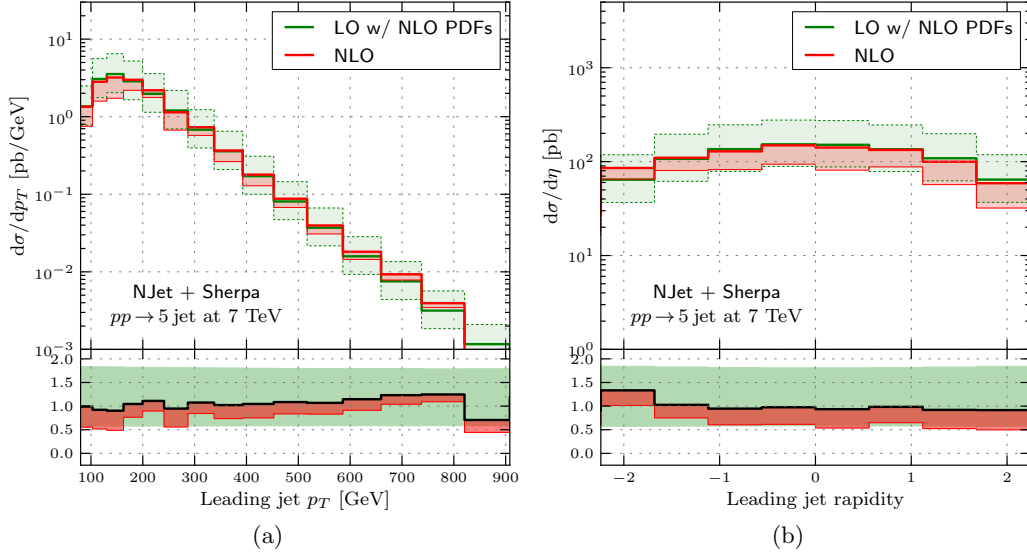 LO w/ NLO PDFs
NLO
dσ/dp_T [pb/GeV]
10^1
10^0
10^{-1}
10^{-2}
10^{-3}
NJet + Sherpa
pp → 5 jet at 7 TeV
2.0
1.5
1.0
0.5
0.0
100 200 300 400 500 600 700 800 900
Leading jet p_T [GeV]
(a)
LO w/ NLO PDFs
NLO
dσ/dη [pb]
10^3
10^2
10^1
10^0
NJet + Sherpa
pp → 5 jet at 7 TeV
2.0
1.5
1.0
0.5
0.0
−2 −1 0 1 2
Leading jet rapidity
(b)